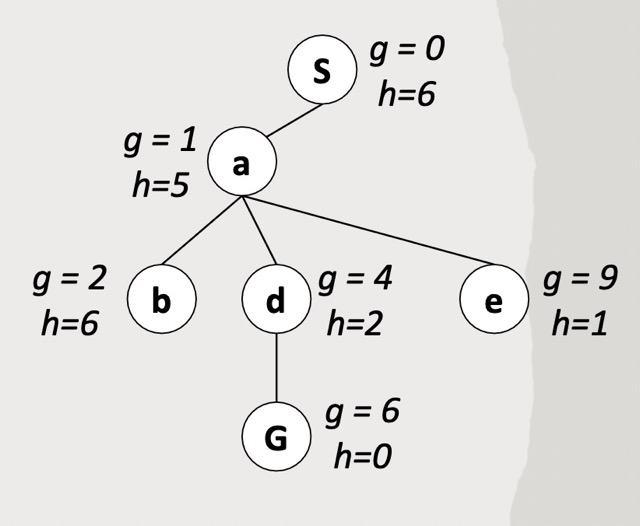 S
g = 0
h=6
g = 1
h=5
a
g = 2
h=6
b
d
g = 4
h=2
e
g = 9
h=1
G
g = 6
h=0